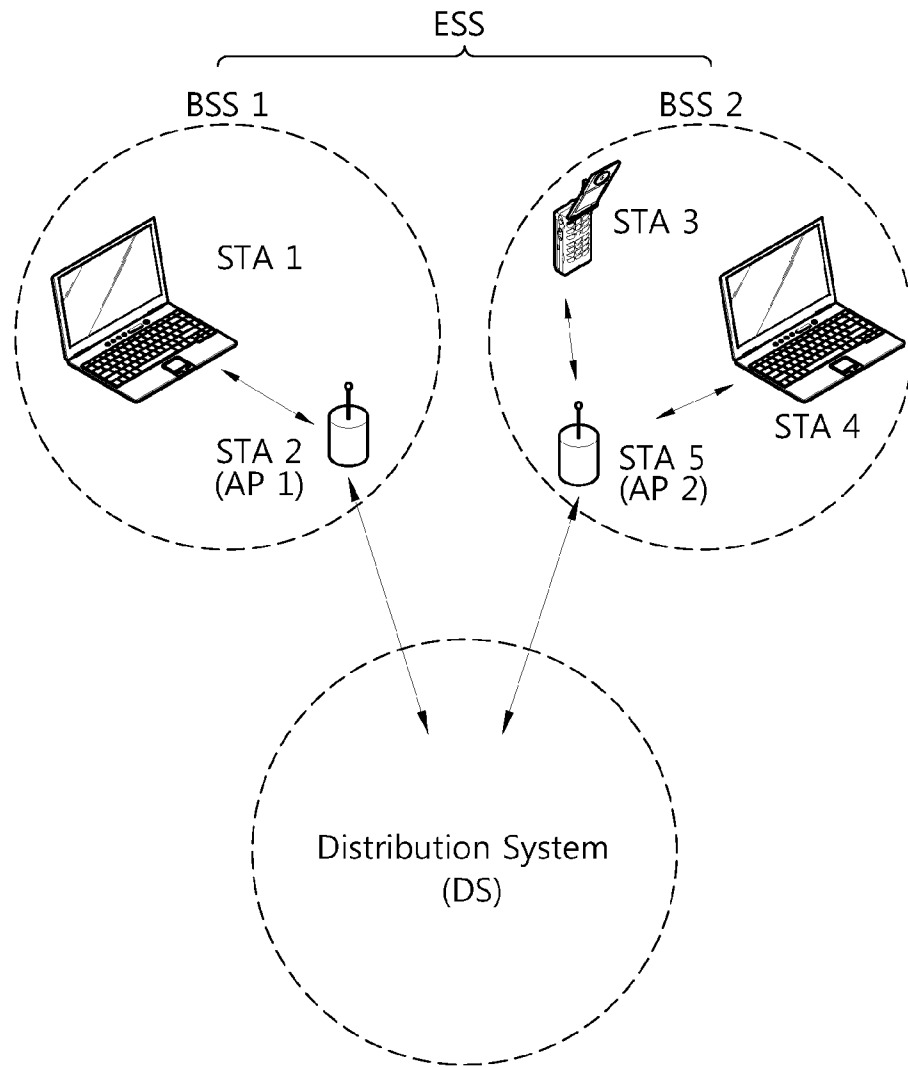 ESS
BSS 1
BSS 2
STA 1
STA 2
(AP 1)
STA 3
STA 4
STA 5
(AP 2)
Distribution System
(DS)